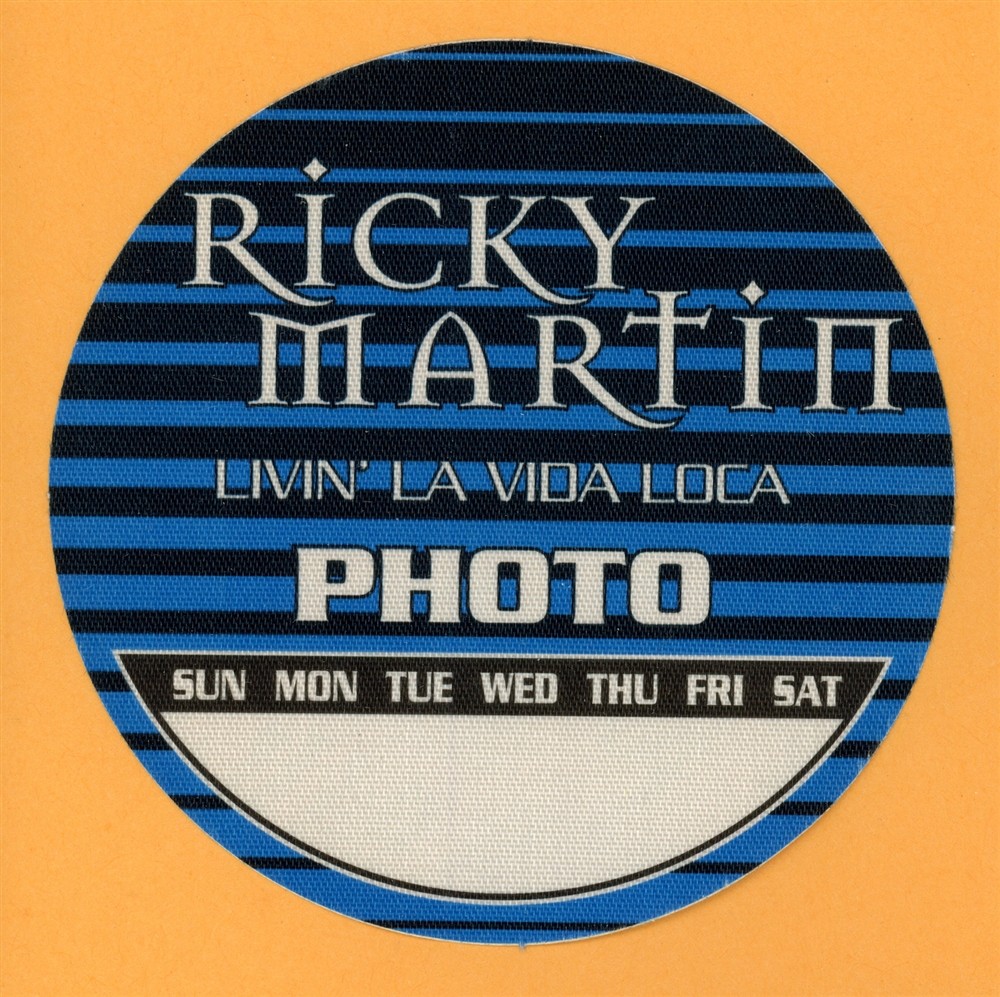 RICKY
MARTIN
LIVIN' LA VIDA LOCA
PHOTO
SUN MON TUE WED THU FRI SAT